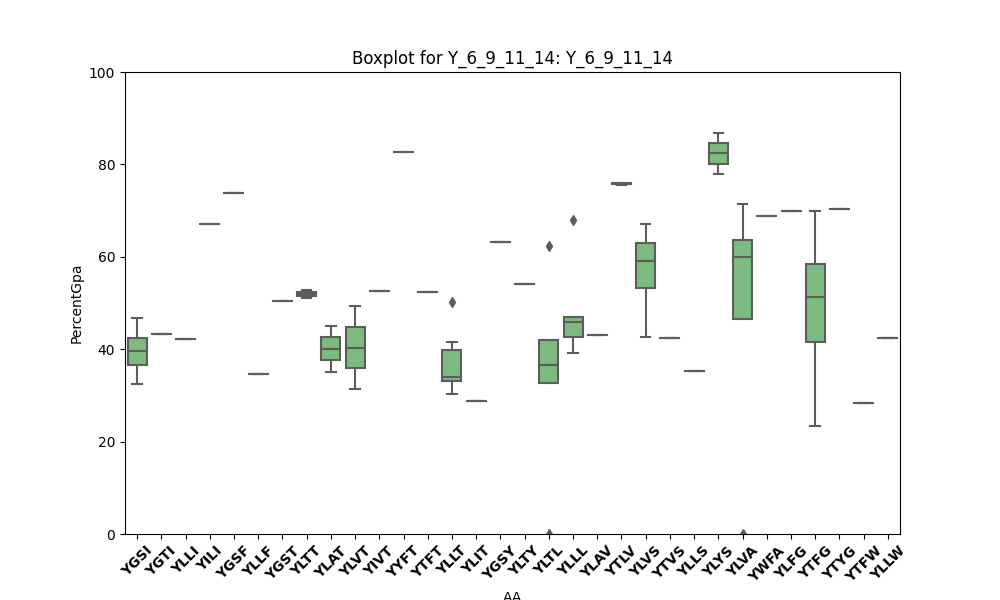 Boxplot for Y_6_9_11_14: Y_6_9_11_14
100
80
60
40
20
0
PercentGpa
YGSI
YGTI
YLLI
YILI
YGSF
YLLF
YGST
YLTT
YLAT
YLVT
YIVT
YYFT
YTFT
YLLT
YLIT
YGSY
YLTY
YLTL
YLLL
YLAV
YTLV
YLVS
YTVS
YLLS
YLYS
YLVA
YWFA
YLFG
YTFG
YTYG
YTFW
YLLW
AA